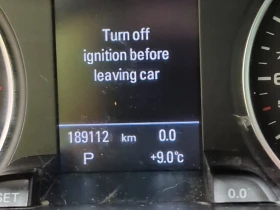 Turn off
ignition before
leaving car
189112 km 0.0
P +9.0°c
SET 0.0